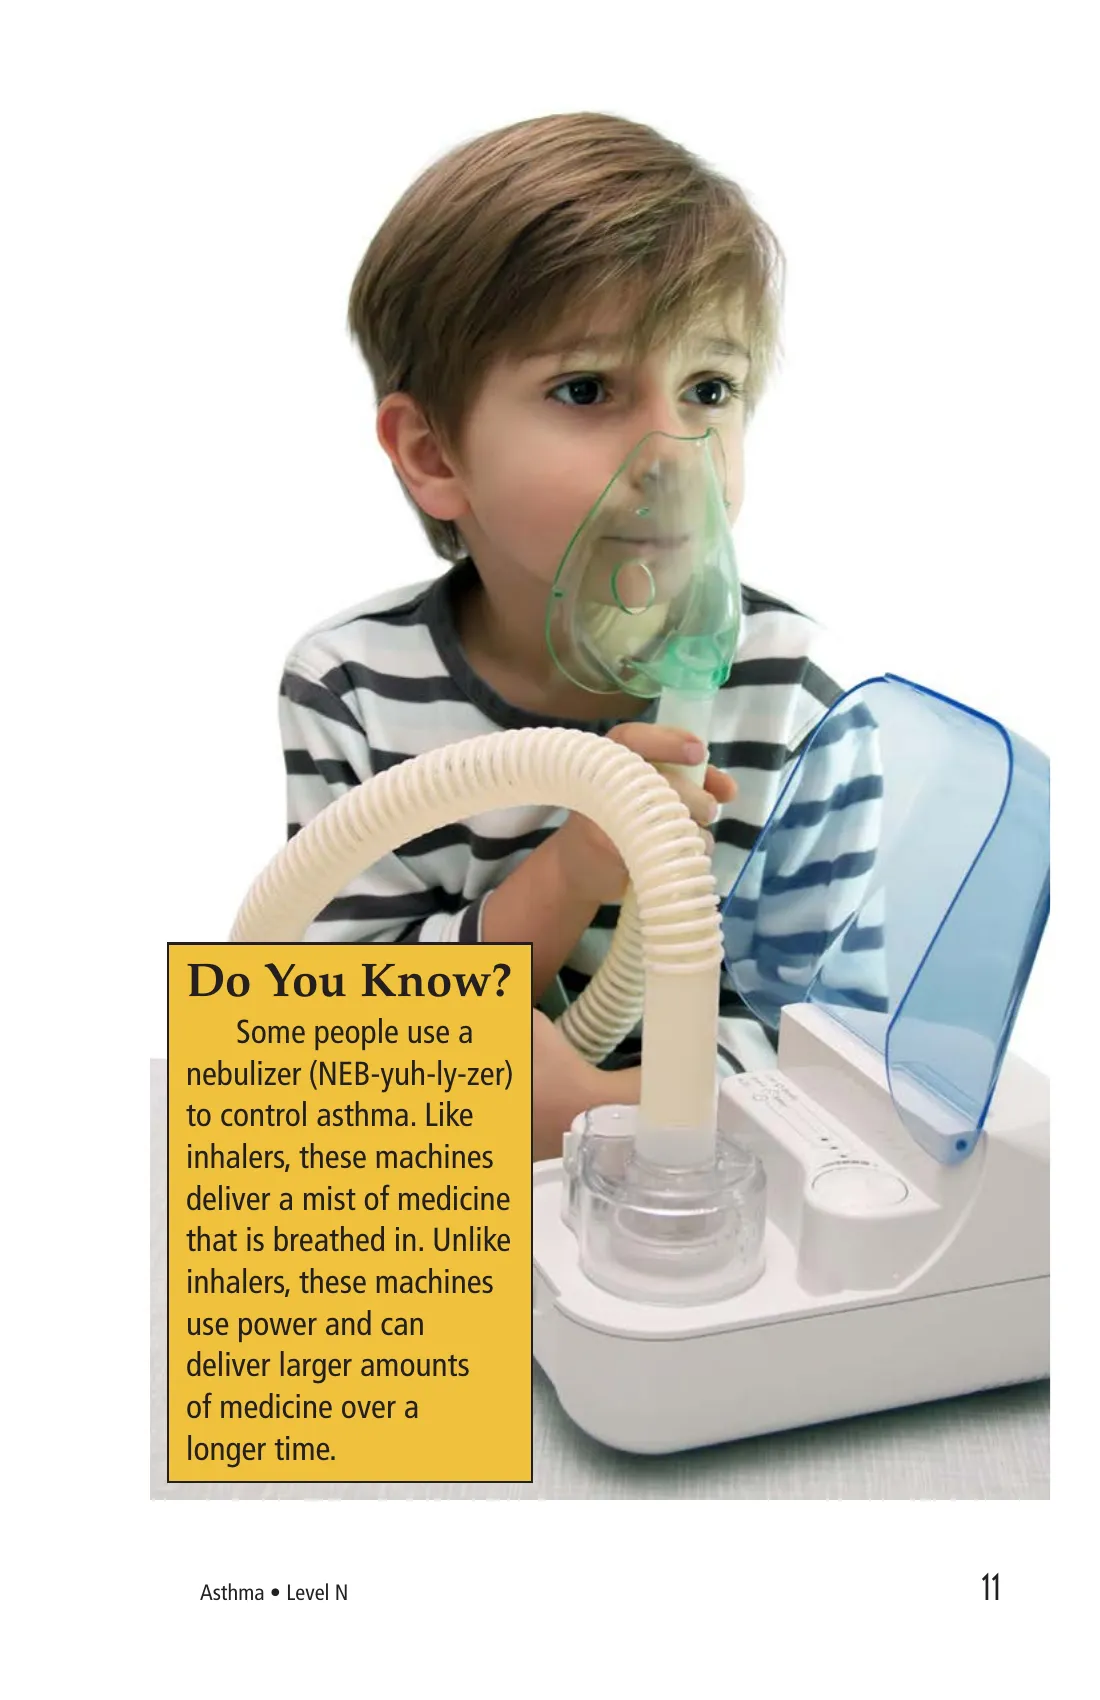 Do You Know?
Some people use a
nebulizer (NEB-yuh-ly-zer)
to control asthma. Like
inhalers, these machines
deliver a mist of medicine
that is breathed in. Unlike
inhalers, these machines
use power and can
deliver larger amounts
of medicine over a
longer time.
Asthma • Level N
11